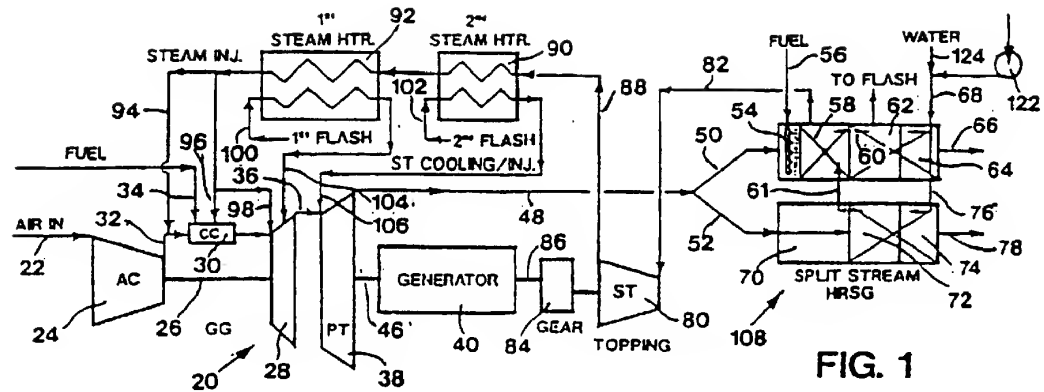 1ST
STEAM HTR.
92
2ND
STEAM HTR.
90
STEAM INJ.
94
102
100
1ST FLASH
2ND FLASH
88
82
FUEL
56
WATER
124
122
TO FLASH
54
58
62
68
66
60
64
50
61
52
76
78
70
74
72
SPLIT STREAM
HRSG
108
FUEL
96
34
36
98
ST COOLING/INJ.
104
106
48
AIR IN
22
32
CC
30
AC
24
26
GG
20
28
PT
38
46
GENERATOR
40
86
84
GEAR
ST
80
TOPPING
FIG. 1